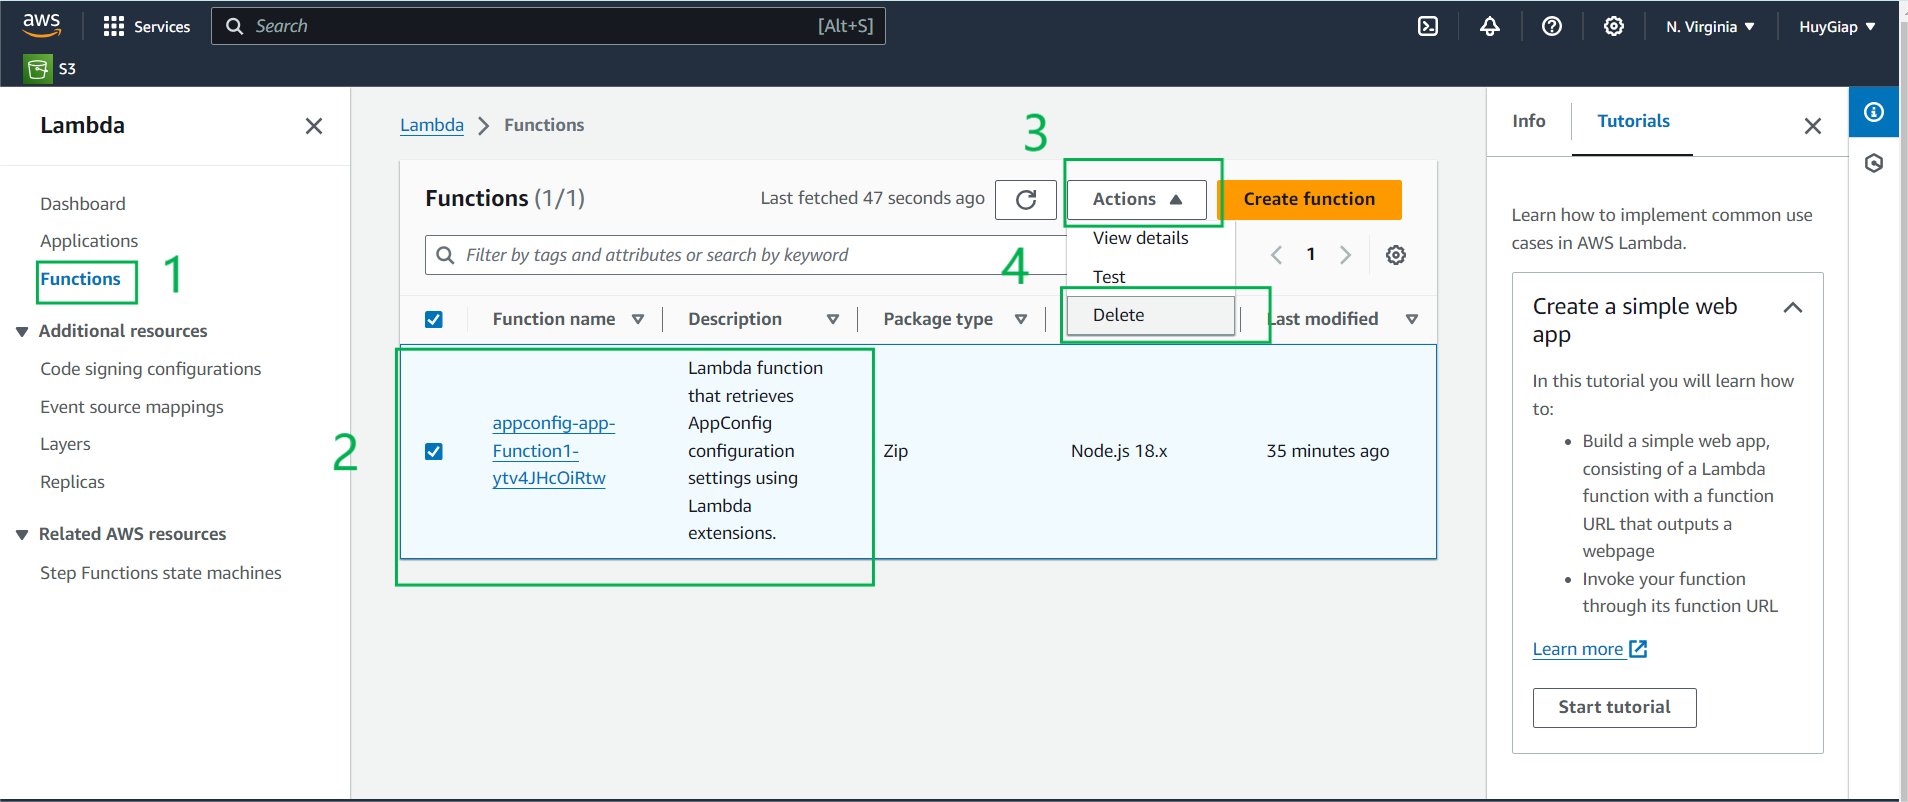 aws
Services
Search
[Alt+S]
N. Virginia
HuyGiap
S3
Lambda
Dashboard
Applications
Functions
1
Additional resources
Code signing configurations
Event source mappings
Layers
Replicas
Related AWS resources
Step Functions state machines
Lambda
Functions
3
Functions (1/1)
Last fetched 47 seconds ago
Actions
Create function
Filter by tags and attributes or search by keyword
4
View details
Test
Delete
1
Function name
Description
Package type
Last modified
2
appconfig-app-
Function1-
ytv4JHcOiRtw
Lambda function
that retrieves
AppConfig
configuration
settings using
Lambda
extensions.
Zip
Node.js 18.x
35 minutes ago
Info
Tutorials
Learn how to implement common use
cases in AWS Lambda.
Create a simple web
app
In this tutorial you will learn how
to:
• Build a simple web app,
consisting of a Lambda
function with a function
URL that outputs a
webpage
• Invoke your function
through its function URL
Learn more
Start tutorial